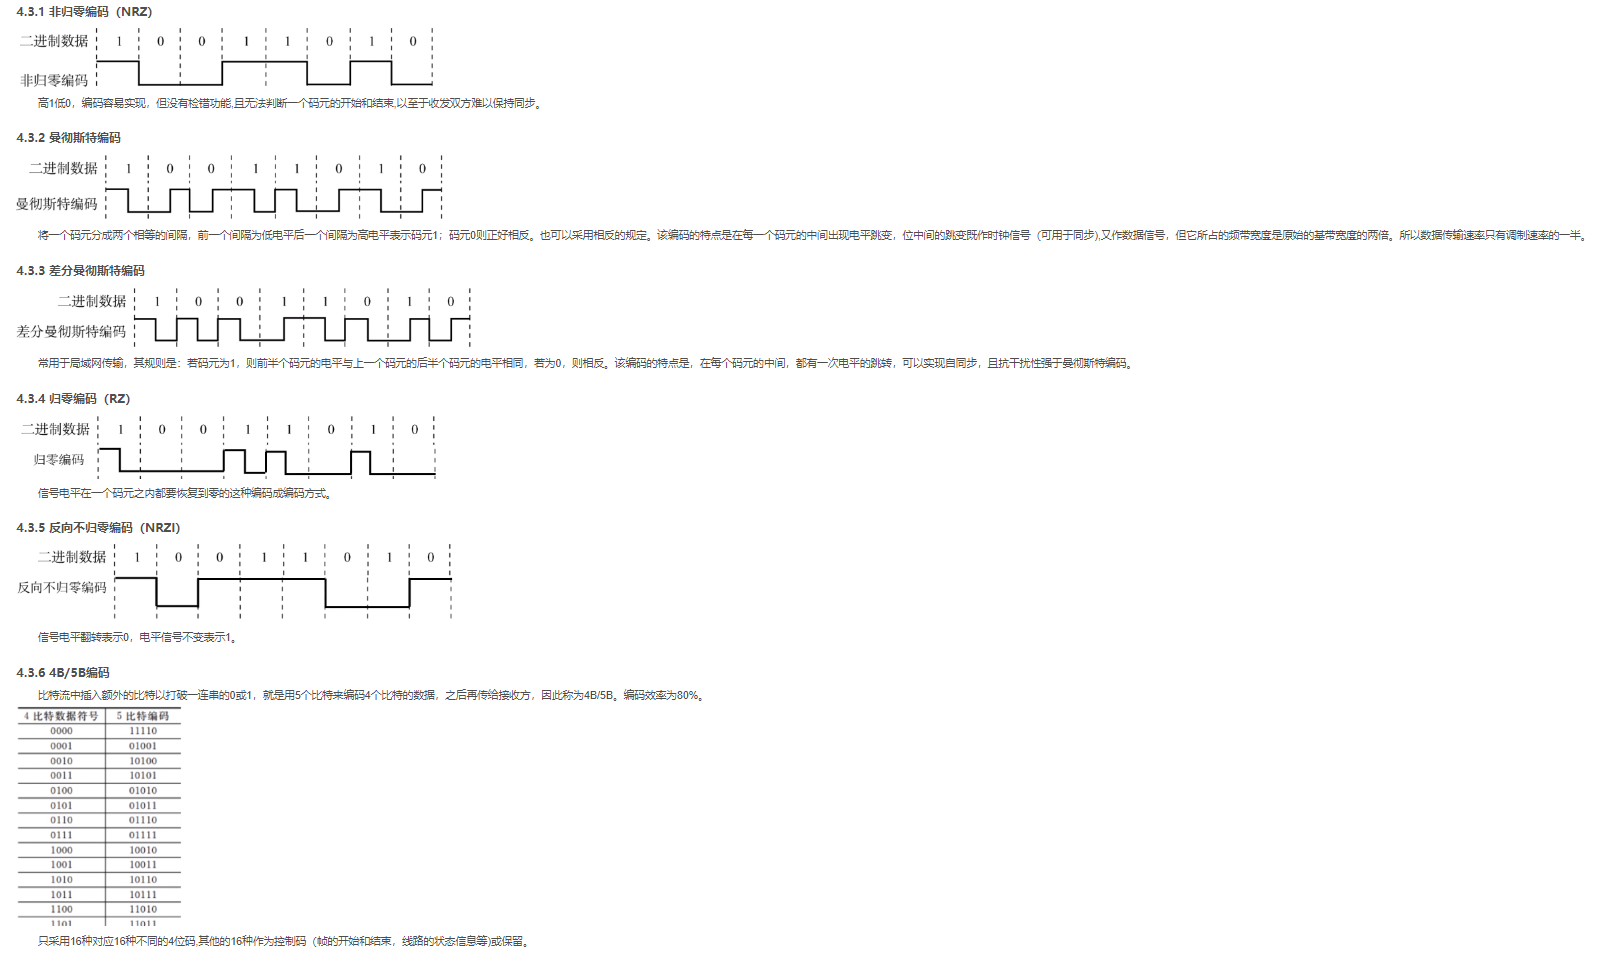 4.3.1 非归零编码（NRZ）
二进制数据 1 0 0 1 1 0 1 0
非归零编码
高1低0，编码容易实现，但没有检错功能,且无法判断一个码元的开始和结束,以至于收发双方难以保持同步。
4.3.2 曼彻斯特编码
二进制数据 1 0 0 1 1 0 1 0
曼彻斯特编码
将一个码元分成两个相等的间隔，前一个间隔为低电平后一个间隔为高电平表示码元1；码元0则正好相反。也可以采用相反的规定。该编码的特点是在每一个码元的中间出现电平跳变，位中间的跳变既作时钟信号（可用于同步),又作数据信号，但它所占的频带宽度是原始的基带宽度的两倍。所以数据传输速率只有调制速率的一半。
4.3.3 差分曼彻斯特编码
二进制数据 1 0 0 1 1 0 1 0
差分曼彻斯特编码
常用于局域网传输，其规则是：若码元为1，则前半个码元的电平与上一个码元的后半个码元的电平相同，若为0，则相反。该编码的特点是，在每个码元的中间，都有一次电平的跳转，可以实现自同步，且抗干扰性强于曼彻斯特编码。
4.3.4 归零编码（RZ）
二进制数据 1 0 0 1 1 0 1 0
归零编码
信号电平在一个码元之内都要恢复到零的这种编码成编码方式。
4.3.5 反向不归零编码（NRZI）
二进制数据 1 0 0 1 1 0 1 0
反向不归零编码
信号电平翻转表示0，电平信号不变表示1。
4.3.6 4B/5B编码
比特流中插入额外的比特以打破一连串的0或1，就是用5个比特来编码4个比特的数据，之后再传给接收方，因此称为4B/5B。编码效率为80%。
4 比特数据符号 5 比特编码
0000 11110
0001 01001
0010 10100
0011 10101
0100 01010
0101 01011
0110 01110
0111 01111
1000 10010
1001 10011
1010 10110
1011 10111
1100 11010
1101 11011
只采用16种对应16种不同的4位码,其他的16种作为控制码（帧的开始和结束，线路的状态信息等)或保留。